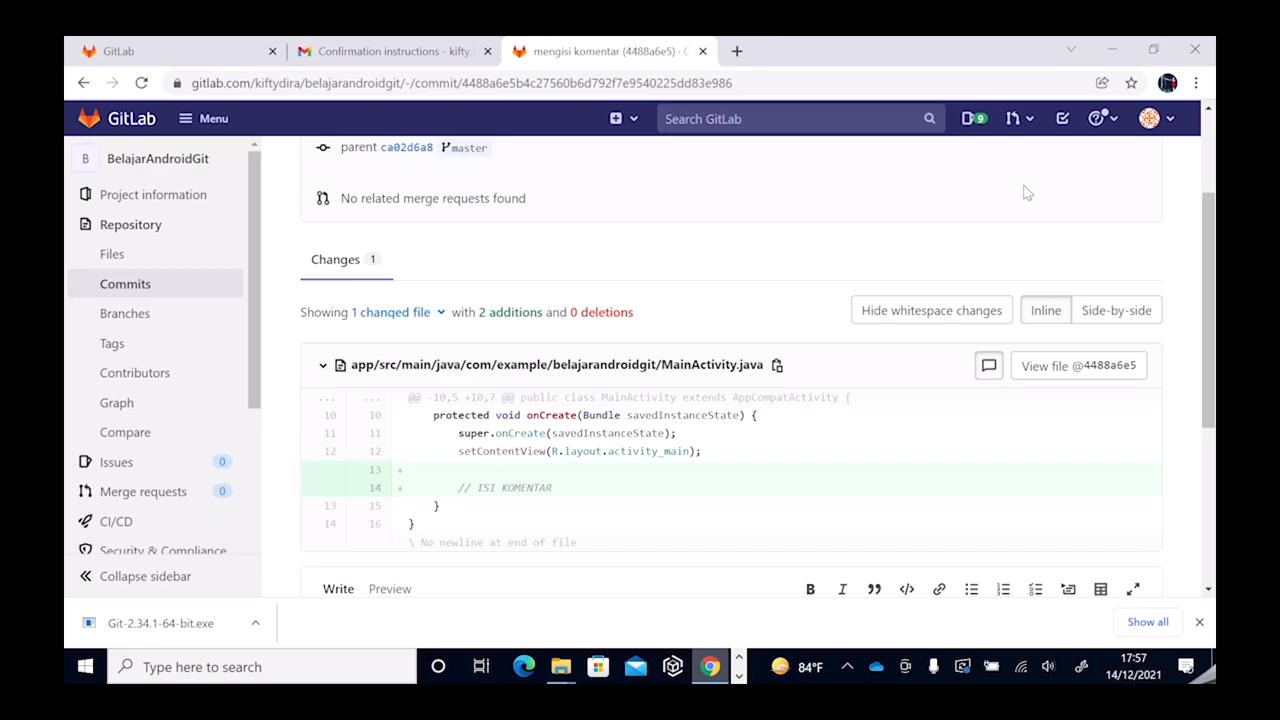 GitLab
Confirmation instructions - kifty.
mengisi komentar (4488a6e5) · C
gitlab.com/kiftydira/belajarandroidgit/-/commit/4488a6e5b4c27560b6d792f7e9540225dd83e986
GitLab
Menu
Search GitLab
9
B
BelajarAndroidGit
Project information
Repository
Files
Commits
Branches
Tags
Contributors
Graph
Compare
Issues 0
Merge requests 0
CI/CD
Security & Compliance
Collapse sidebar
parent ca02d6a8 master
No related merge requests found
Changes 1
Showing 1 changed file with 2 additions and 0 deletions
Hide whitespace changes
Inline
Side-by-side
app/src/main/java/com/example/belajarandroidgit/MainActivity.java
View file @4488a6e5
... ... @@ -10,5 +10,7 @@ public class MainActivity extends AppCompatActivity {
10 10 protected void onCreate(Bundle savedInstanceState) {
11 11 super.onCreate(savedInstanceState);
12 12 setContentView(R.layout.activity_main);
13 +
14 + // ISI KOMENTAR
13 15 }
14 16 }
\ No newline at end of file
Write Preview
B I
Git-2.34.1-64-bit.exe
Show all
Type here to search
84°F
17:57
14/12/2021